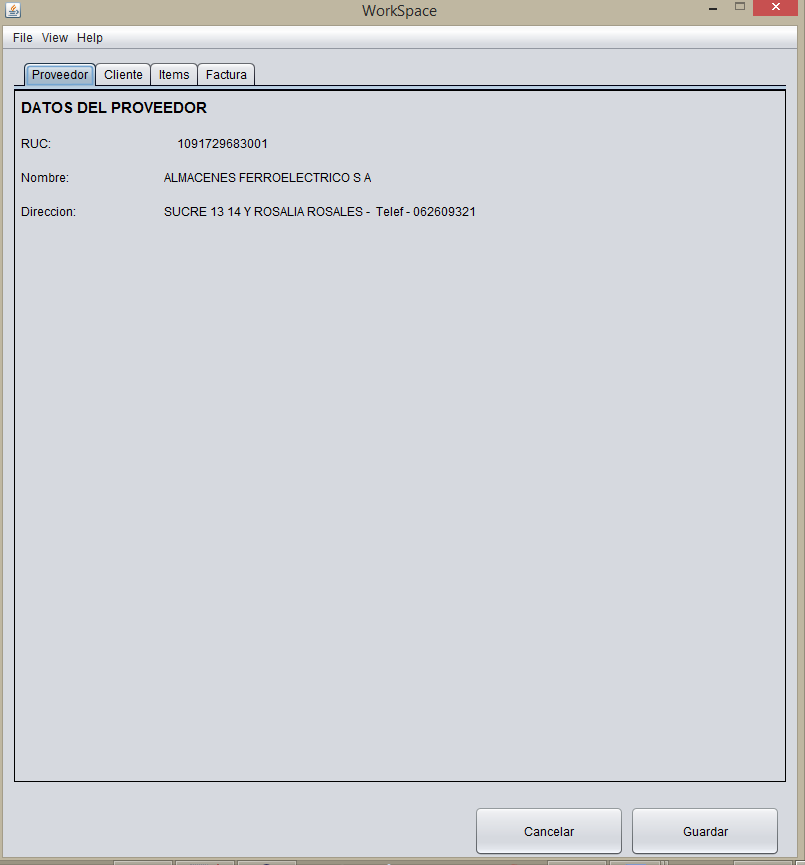 WorkSpace
File View Help
Proveedor Cliente Items Factura
DATOS DEL PROVEEDOR
RUC: 1091729683001
Nombre: ALMACENES FERROELECTRICO S A
Direccion: SUCRE 13 14 Y ROSALIA ROSALES - Telef - 062609321
Cancelar Guardar